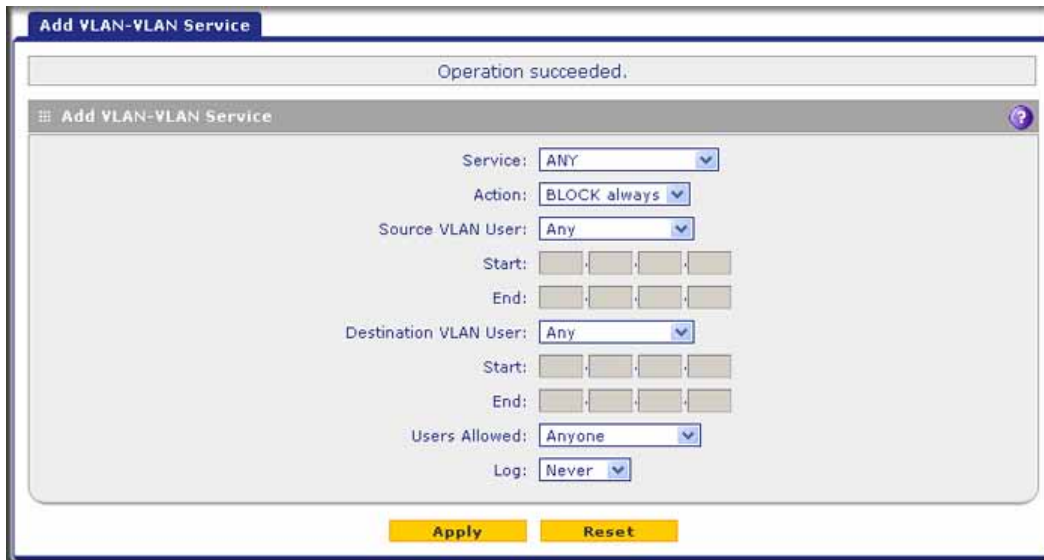 Add VLAN-VLAN Service
Operation succeeded.
Add VLAN-VLAN Service
?
Service: ANY
Action: BLOCK always
Source VLAN User: Any
Start:
End:
Destination VLAN User: Any
Start:
End:
Users Allowed: Anyone
Log: Never
Apply Reset